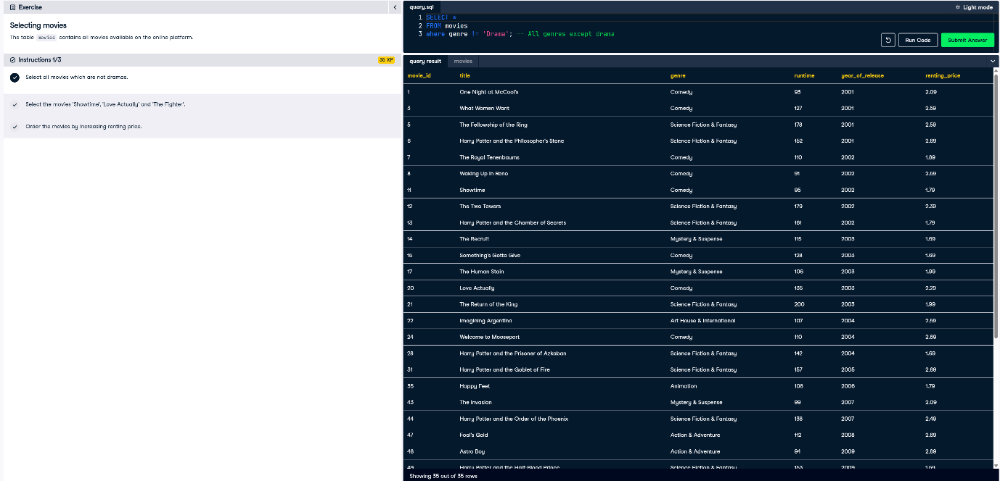 Exercise
Selecting movies
The table movies contains all movies available on the online platform.
Instructions 1/3
35 XP
Select all movies which are not dramas.
Select the movies 'Showtime', 'Love Actually' and 'The Fighter'.
Order the movies by increasing renting price.
query.sql
Light mode
1 SELECT *
2 FROM movies
3 where genre != 'Drama'; -- All genres except drama
Run Code
Submit Answer
query result movies
movie_id title genre runtime year_of_release renting_price
1 One Night at McCool's Comedy 93 2001 2.09
3 What Women Want Comedy 127 2001 2.59
5 The Fellowship of the Ring Science Fiction & Fantasy 178 2001 2.59
6 Harry Potter and the Philosopher's Stone Science Fiction & Fantasy 152 2001 2.69
7 The Royal Tenenbaums Comedy 110 2002 1.89
8 Waking Up in Reno Comedy 91 2002 2.59
11 Showtime Comedy 95 2002 1.79
12 The Two Towers Science Fiction & Fantasy 179 2002 2.39
13 Harry Potter and the Chamber of Secrets Science Fiction & Fantasy 161 2002 1.79
14 The Recruit Mystery & Suspense 115 2003 1.69
15 Something's Gotta Give Comedy 128 2003 1.69
17 The Human Stain Mystery & Suspense 106 2003 1.99
20 Love Actually Comedy 135 2003 2.29
21 The Return of the King Science Fiction & Fantasy 200 2003 1.99
22 Imagining Argentina Art House & International 107 2004 2.59
24 Welcome to Mooseport Comedy 110 2004 2.89
28 Harry Potter and the Prisoner of Azkaban Science Fiction & Fantasy 142 2004 1.69
31 Harry Potter and the Goblet of Fire Science Fiction & Fantasy 157 2005 2.69
35 Happy Feet Animation 108 2006 1.79
43 The Invasion Mystery & Suspense 99 2007 2.09
44 Harry Potter and the Order of the Phoenix Science Fiction & Fantasy 138 2007 2.49
47 Fool's Gold Action & Adventure 112 2008 2.69
48 Astro Boy Action & Adventure 94 2009 2.89
49 Harry Potter and the Half-Blood Prince Science Fiction & Fantasy 153 2009
Showing 35 out of 35 rows